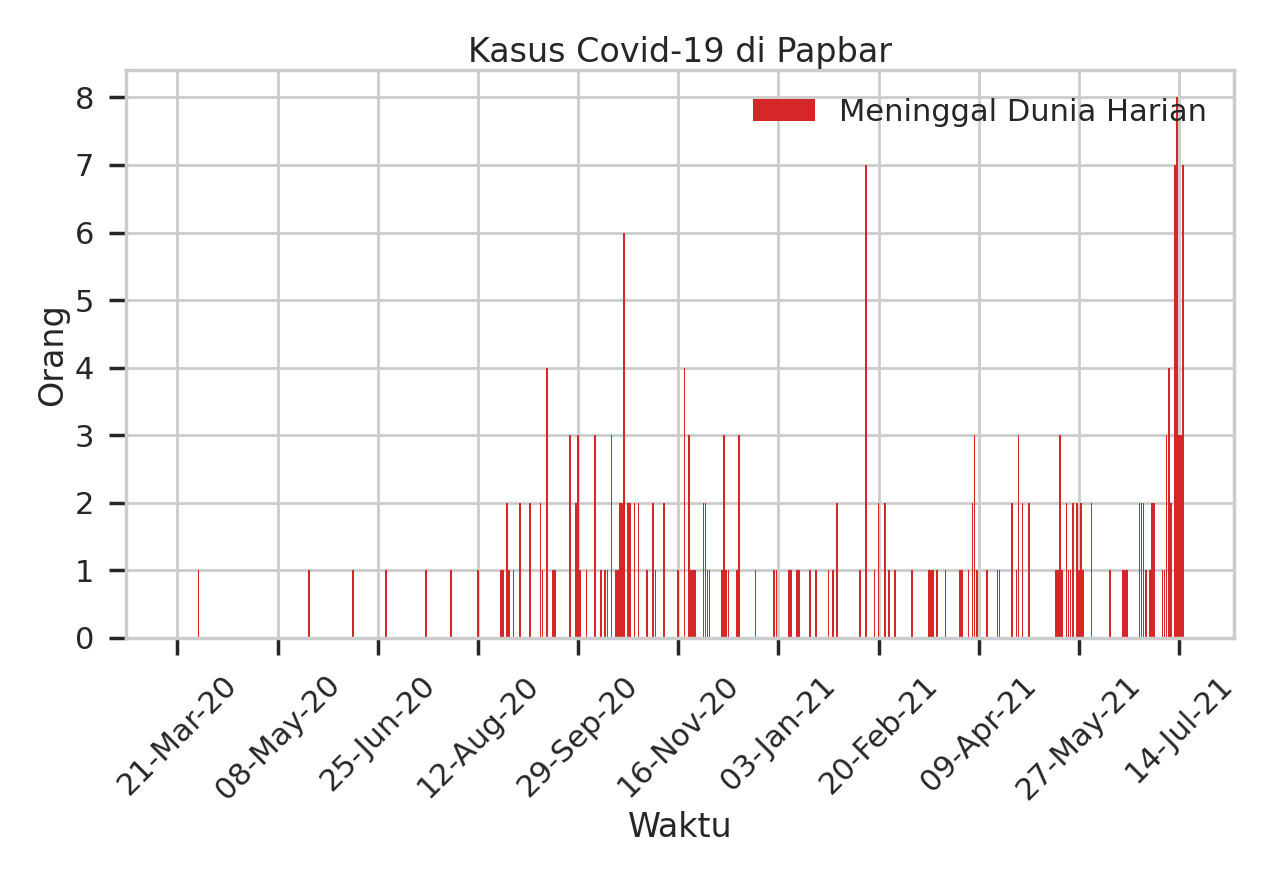 Kasus Covid-19 di Papbar
Meninggal Dunia Harian
Orang
8
7
6
5
4
3
2
1
0
21-Mar-20
08-May-20
25-Jun-20
12-Aug-20
29-Sep-20
16-Nov-20
03-Jan-21
20-Feb-21
09-Apr-21
27-May-21
14-Jul-21
Waktu